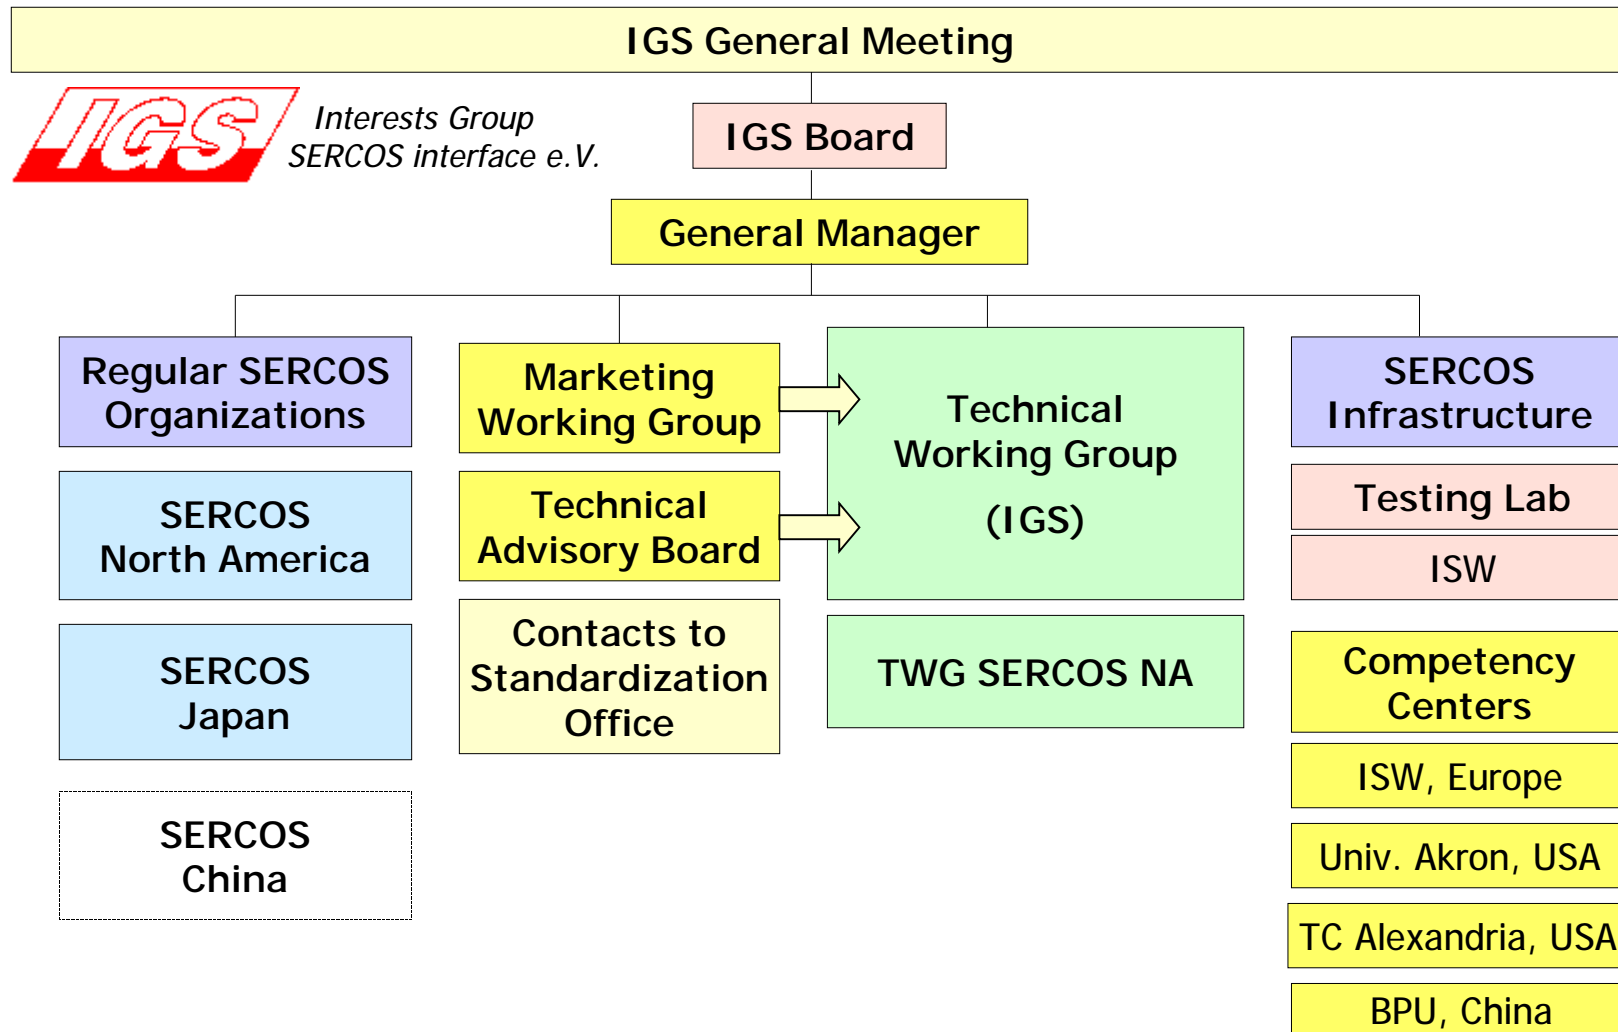 IGS General Meeting
IGS
Interests Group
SERCOS interface e.V.
IGS Board
General Manager
Regular SERCOS
Organizations
SERCOS
North America
SERCOS
Japan
SERCOS
China
Marketing
Working Group
Technical
Advisory Board
Contacts to
Standardization
Office
Technical
Working Group
(IGS)
TWG SERCOS NA
SERCOS
Infrastructure
Testing Lab
ISW
Competency
Centers
ISW, Europe
Univ. Akron, USA
TC Alexandria, USA
BPU, China